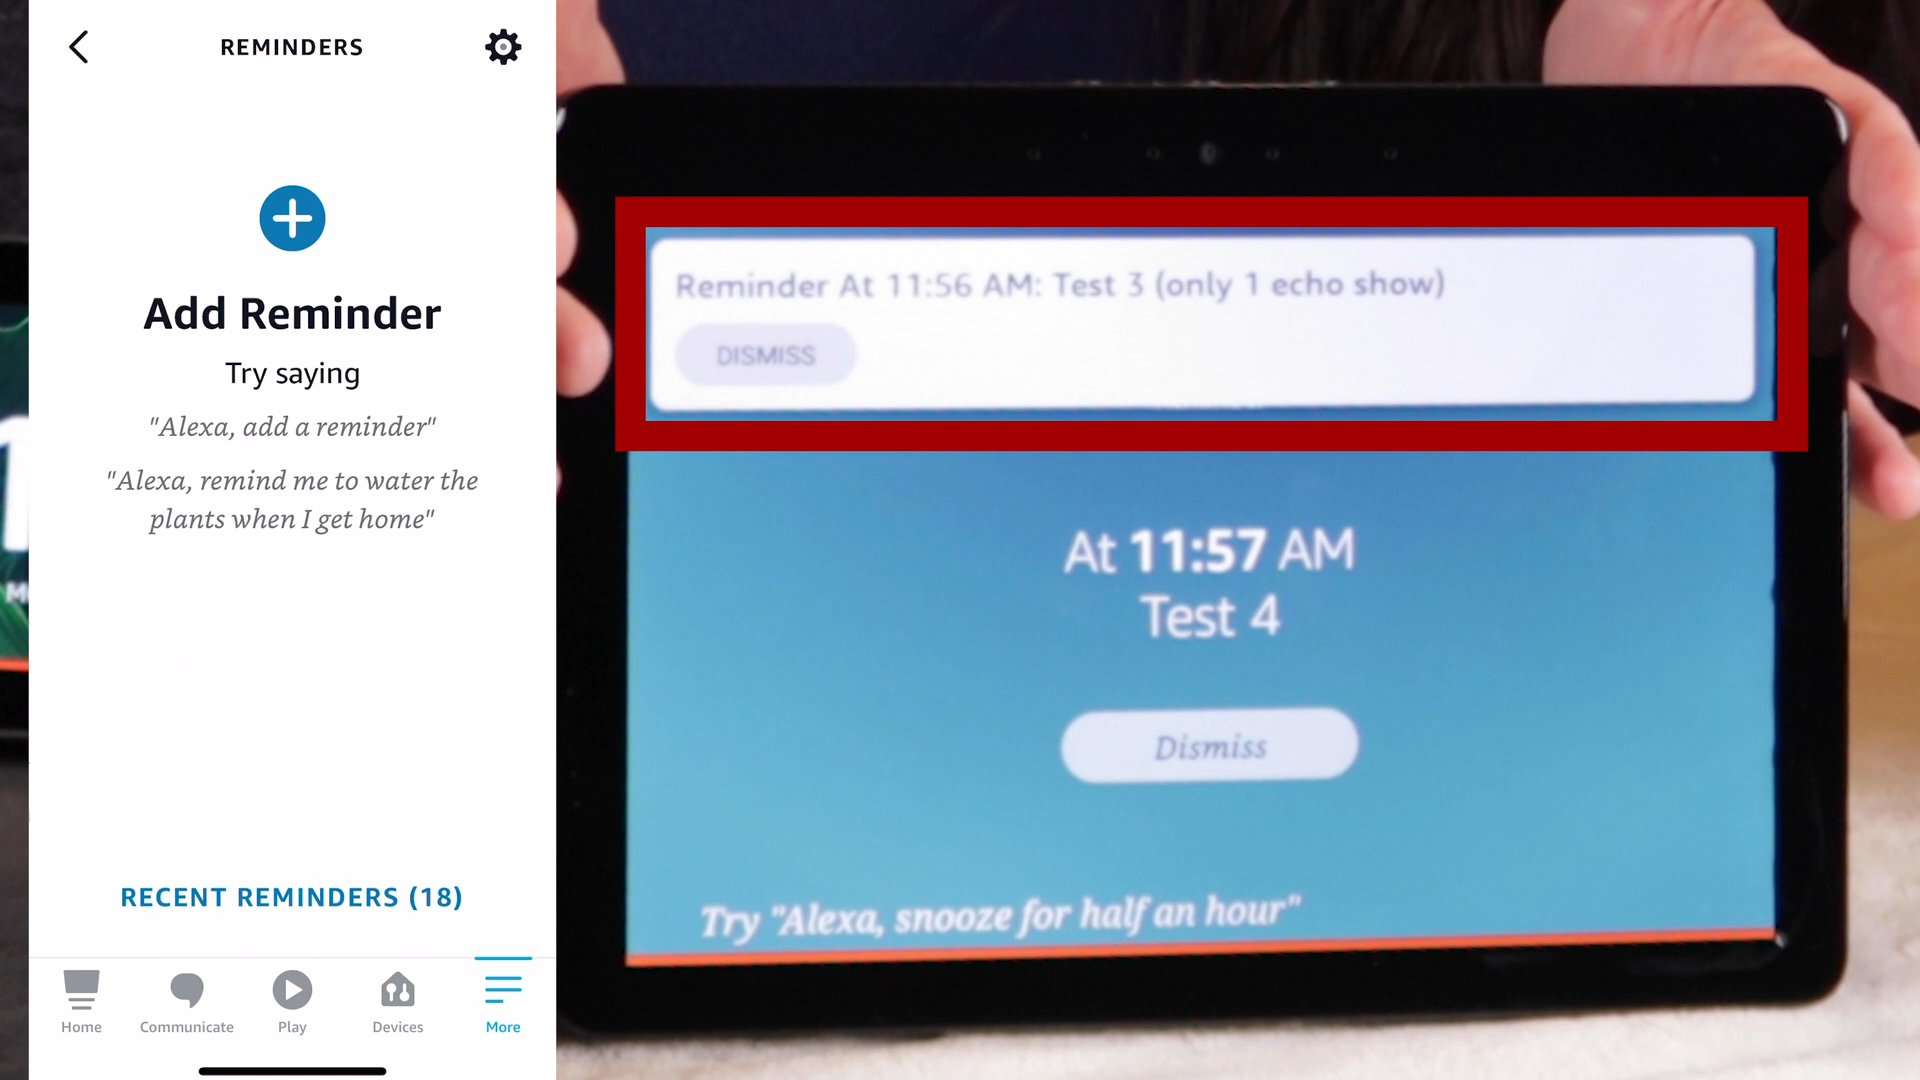 REMINDERS
Add Reminder
Try saying
"Alexa, add a reminder"
"Alexa, remind me to water the
plants when I get home"
RECENT REMINDERS (18)
Home
Communicate
Play
Devices
More
Reminder At 11:56 AM: Test 3 (only 1 echo show)
DISMISS
At 11:57 AM
Test 4
Dismiss
Try "Alexa, snooze for half an hour"